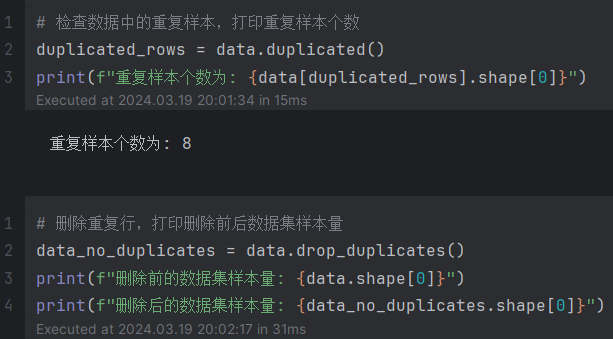 1 # 检查数据中的重复样本，打印重复样本个数
2 duplicated_rows = data.duplicated()
3 print(f"重复样本个数为: {data[duplicated_rows].shape[0]}")
Executed at 2024.03.19 20:01:34 in 15ms
重复样本个数为: 8
1 # 删除重复行，打印删除前后数据集样本量
2 data_no_duplicates = data.drop_duplicates()
3 print(f"删除前的数据集样本量: {data.shape[0]}")
4 print(f"删除后的数据集样本量: {data_no_duplicates.shape[0]}")
Executed at 2024.03.19 20:02:17 in 31ms